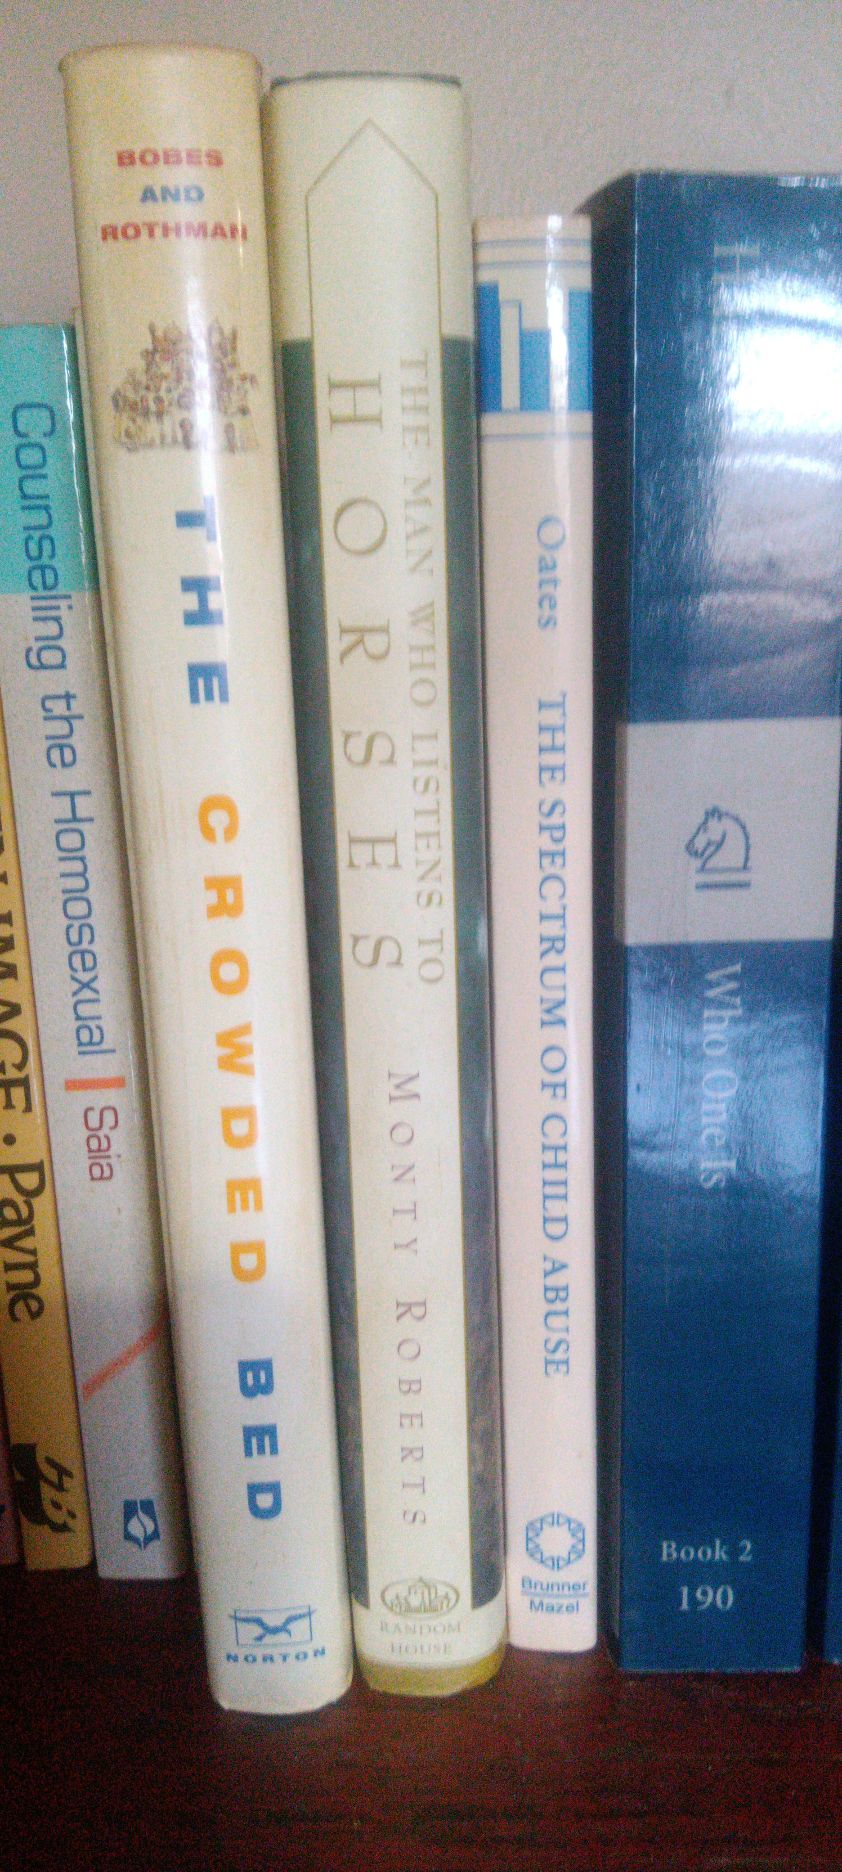 IMAGE · Payne
Counseling the Homosexual
Saia
BOBES
AND
ROTHMAN
THE CROWDED BED
NORTON
THE MAN WHO LISTENS TO
HORSES
MONTY ROBERTS
RANDOM
HOUSE
Oates
THE SPECTRUM OF CHILD ABUSE
Brunner
Mazel
Who One Is
Book 2
190